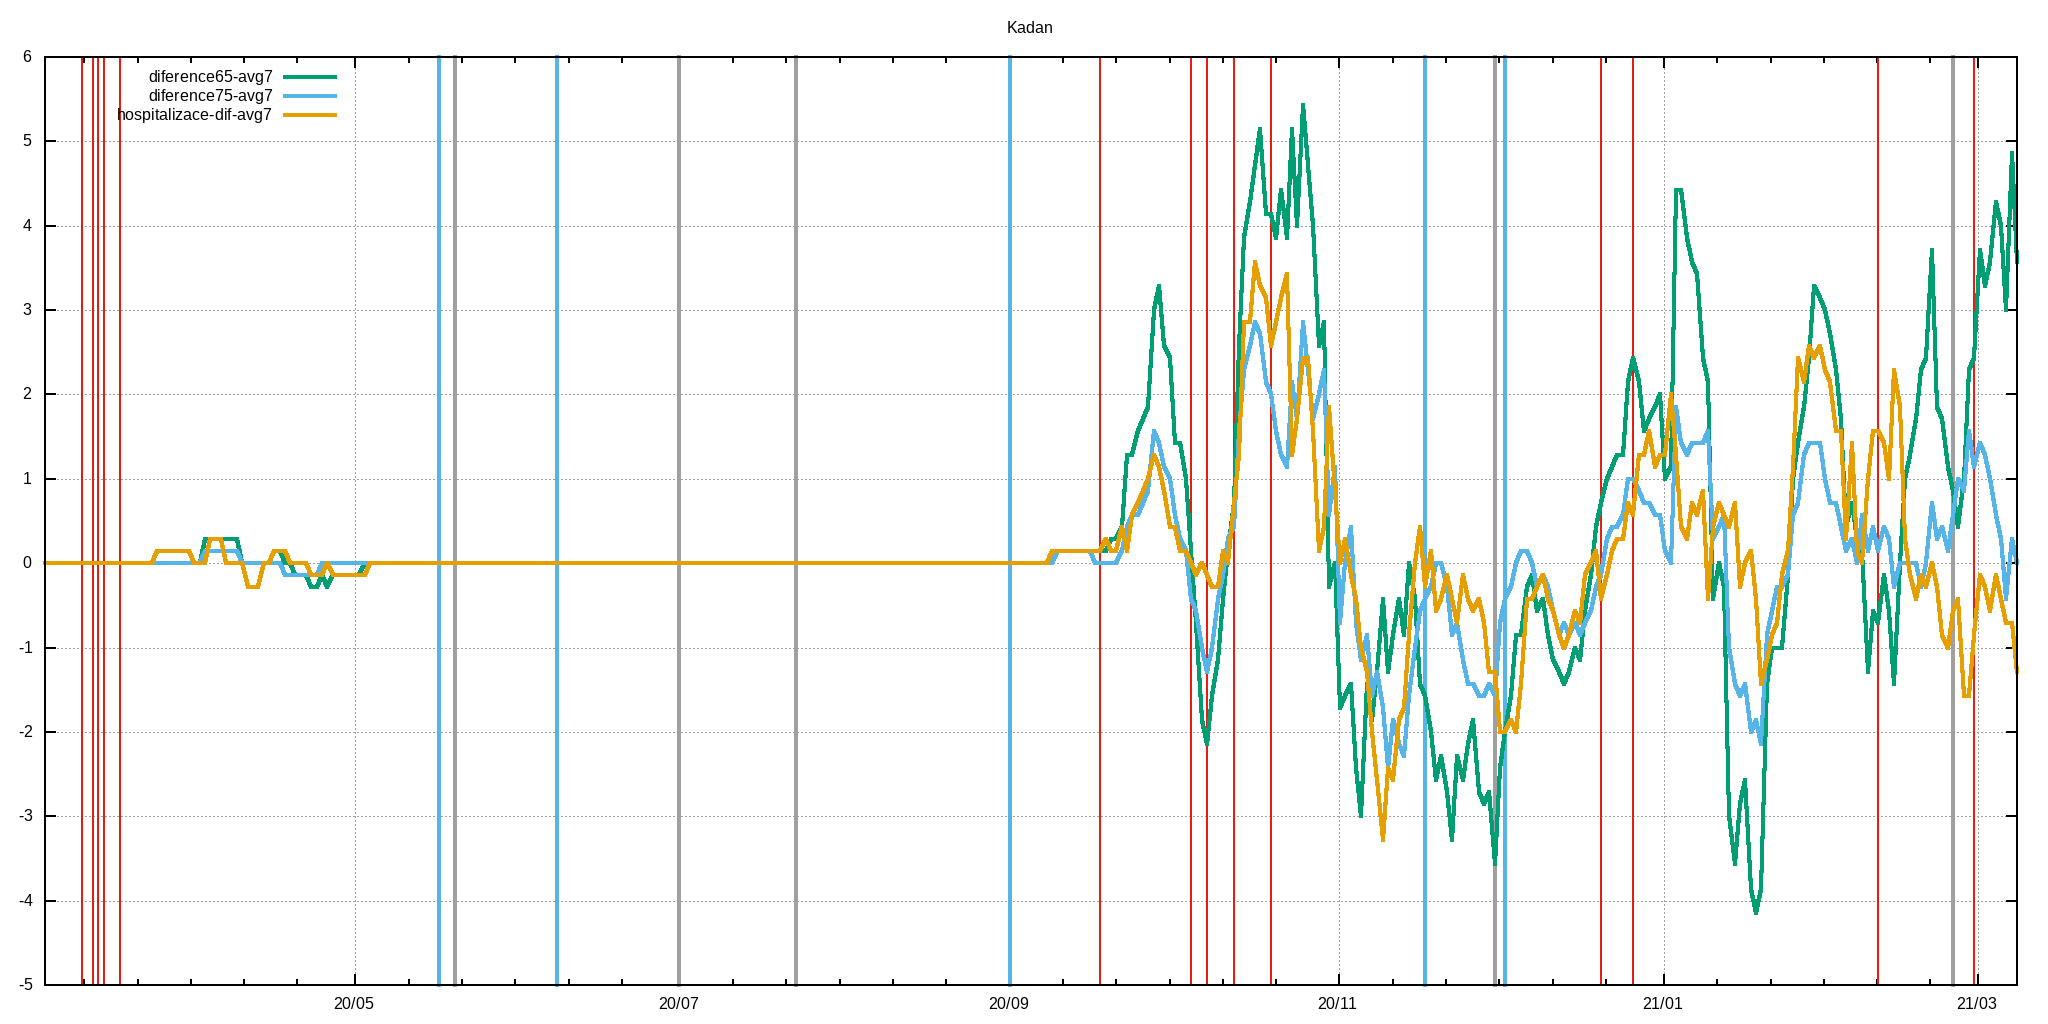 Kadan
6
diference65-avg7
diference75-avg7
hospitalizace-dif-avg7
5
4
3
2
1
0
-1
-2
-3
-4
-5
20/05 20/07 20/09 20/11 21/01 21/03